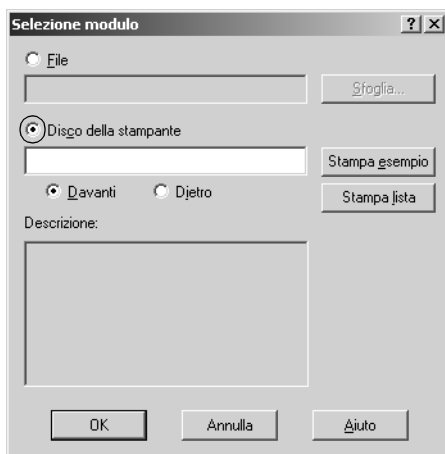 Selezione modulo
File
Sfoglia...
Disco della stampante
Stampa esempio
Davanti Dietro
Stampa lista
Descrizione:
OK Annulla Aiuto